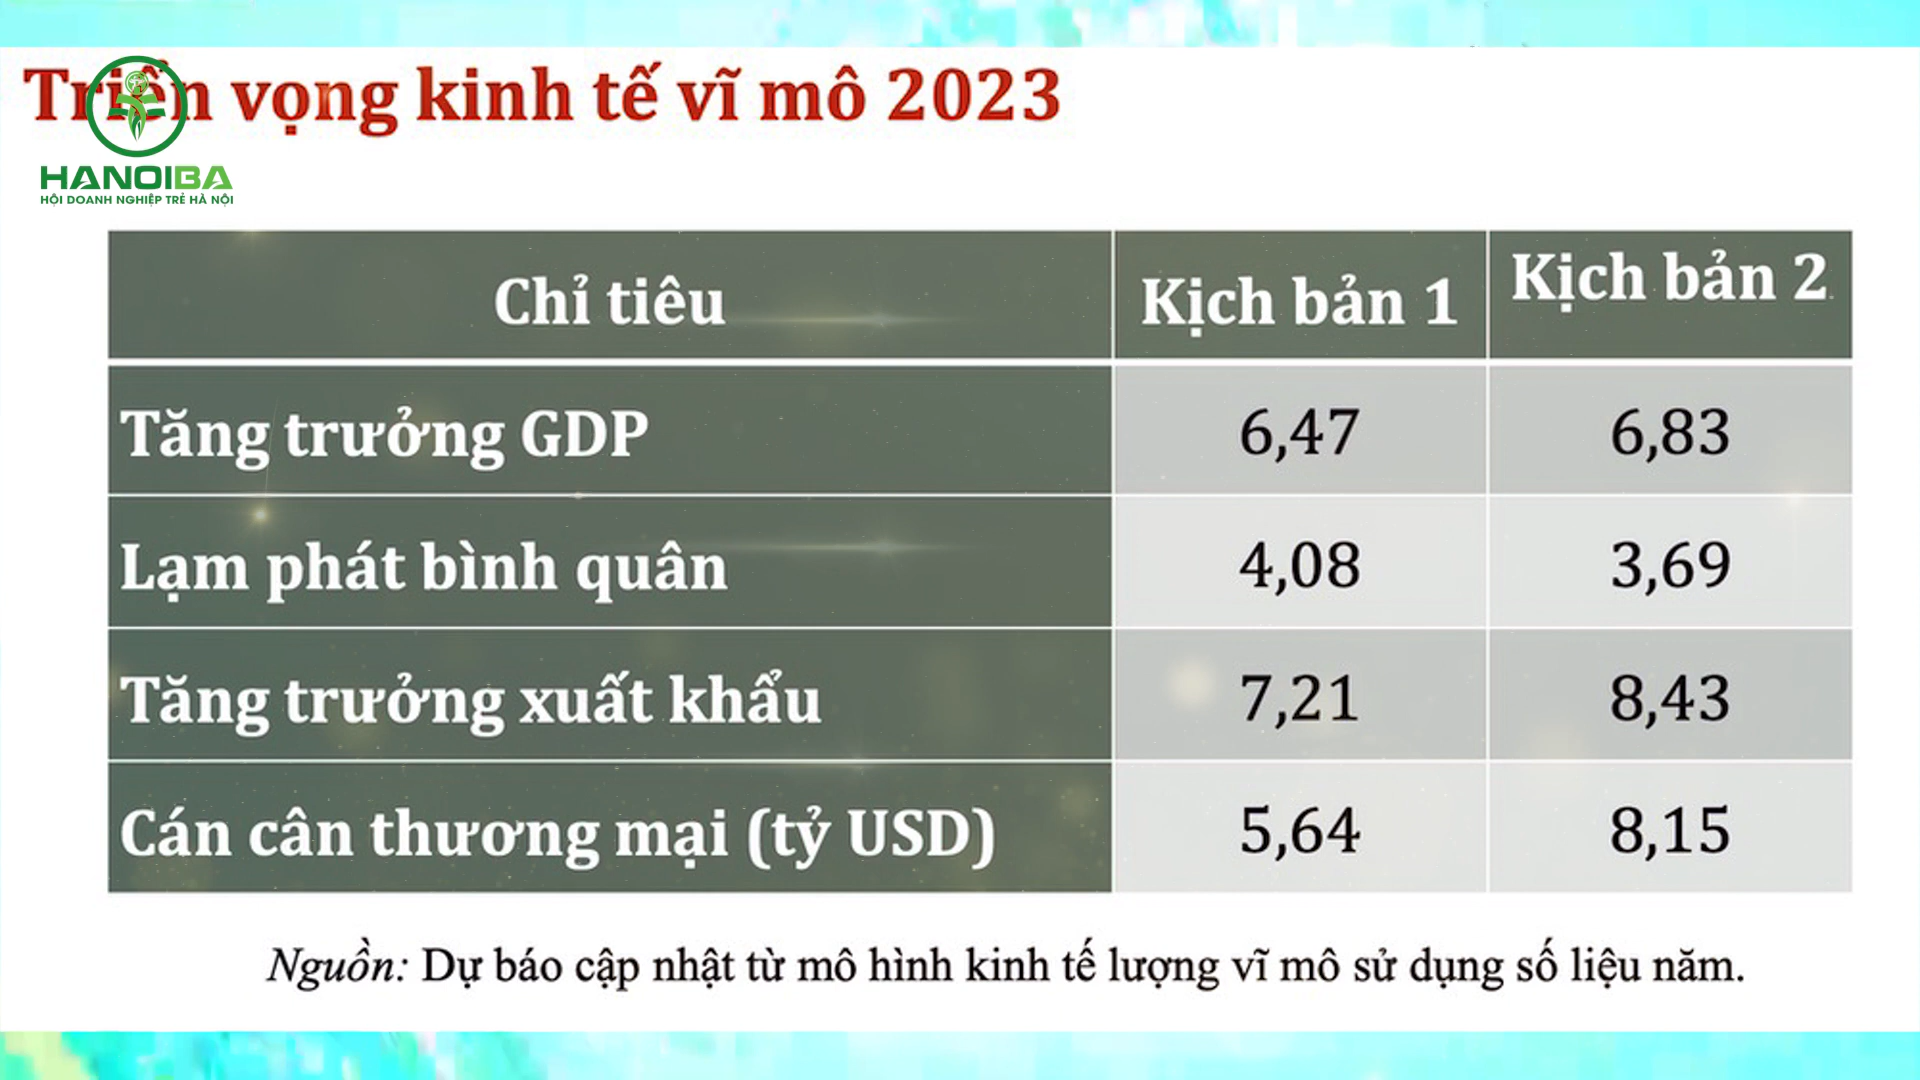 Triển vọng kinh tế vĩ mô 2023
HANOIBA
HỘI DOANH NGHIỆP TRẺ HÀ NỘI
Chỉ tiêu Kịch bản 1 Kịch bản 2
Tăng trưởng GDP 6,47 6,83
Lạm phát bình quân 4,08 3,69
Tăng trưởng xuất khẩu 7,21 8,43
Cán cân thương mại (tỷ USD) 5,64 8,15
Nguồn: Dự báo cập nhật từ mô hình kinh tế lượng vĩ mô sử dụng số liệu năm.